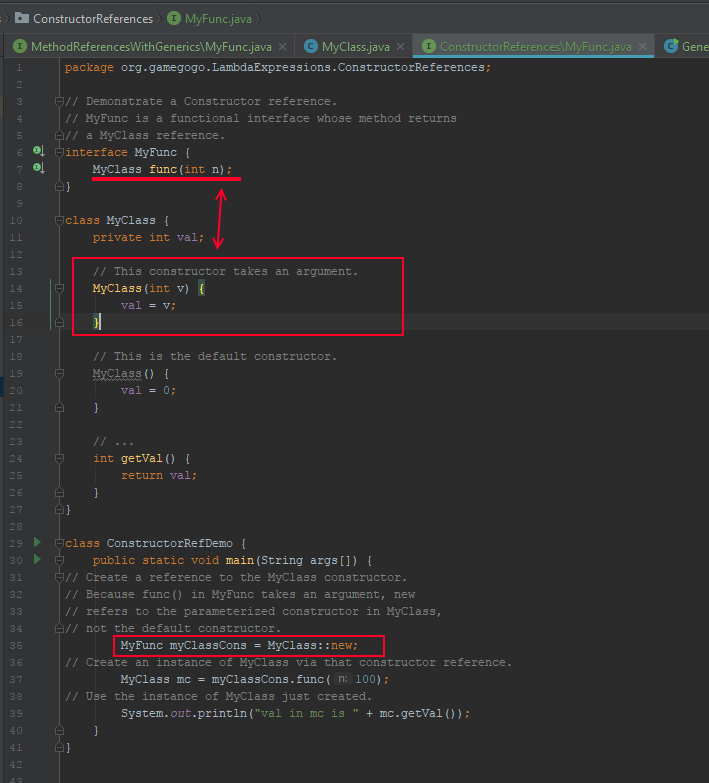 ConstructorReferences MyFunc.java
MethodReferencesWithGenerics\MyFunc.java MyClass.java ConstructorReferences\MyFunc.java Gene
1 package org.gamegogo.LambdaExpressions.ConstructorReferences;
2
3 // Demonstrate a Constructor reference.
4 // MyFunc is a functional interface whose method returns
5 // a MyClass reference.
6 interface MyFunc {
7 MyClass func(int n);
8 }
9
10 class MyClass {
11 private int val;
12
13 // This constructor takes an argument.
14 MyClass(int v) {
15 val = v;
16 }
17
18 // This is the default constructor.
19 MyClass() {
20 val = 0;
21 }
22
23 // ...
24 int getVal() {
25 return val;
26 }
27 }
28
29 class ConstructorRefDemo {
30 public static void main(String args[]) {
31 // Create a reference to the MyClass constructor.
32 // Because func() in MyFunc takes an argument, new
33 // refers to the parameterized constructor in MyClass,
34 // not the default constructor.
35 MyFunc myClassCons = MyClass::new;
36 // Create an instance of MyClass via that constructor reference.
37 MyClass mc = myClassCons.func( n: 100);
38 // Use the instance of MyClass just created.
39 System.out.println("val in mc is " + mc.getVal());
40 }
41 }
42
43